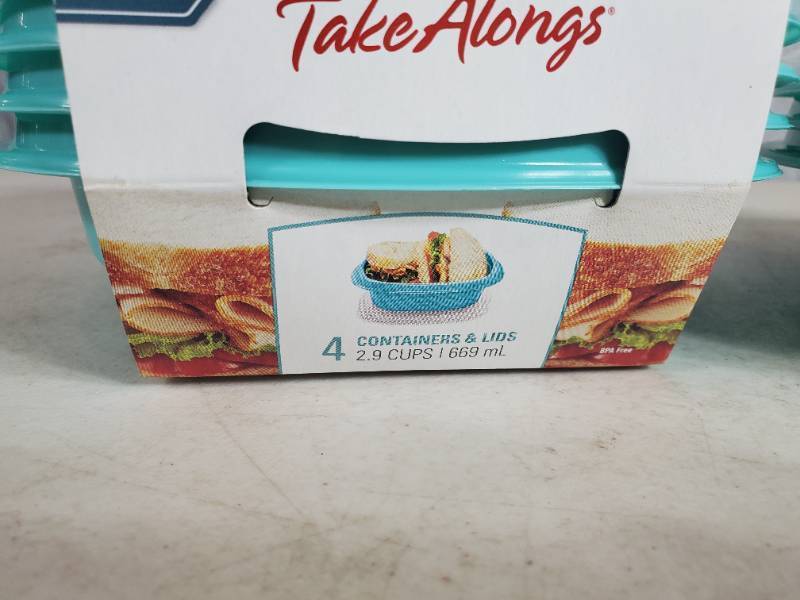 TakeAlongs®
4 CONTAINERS & LIDS
2.9 CUPS | 669 mL
BPA Free